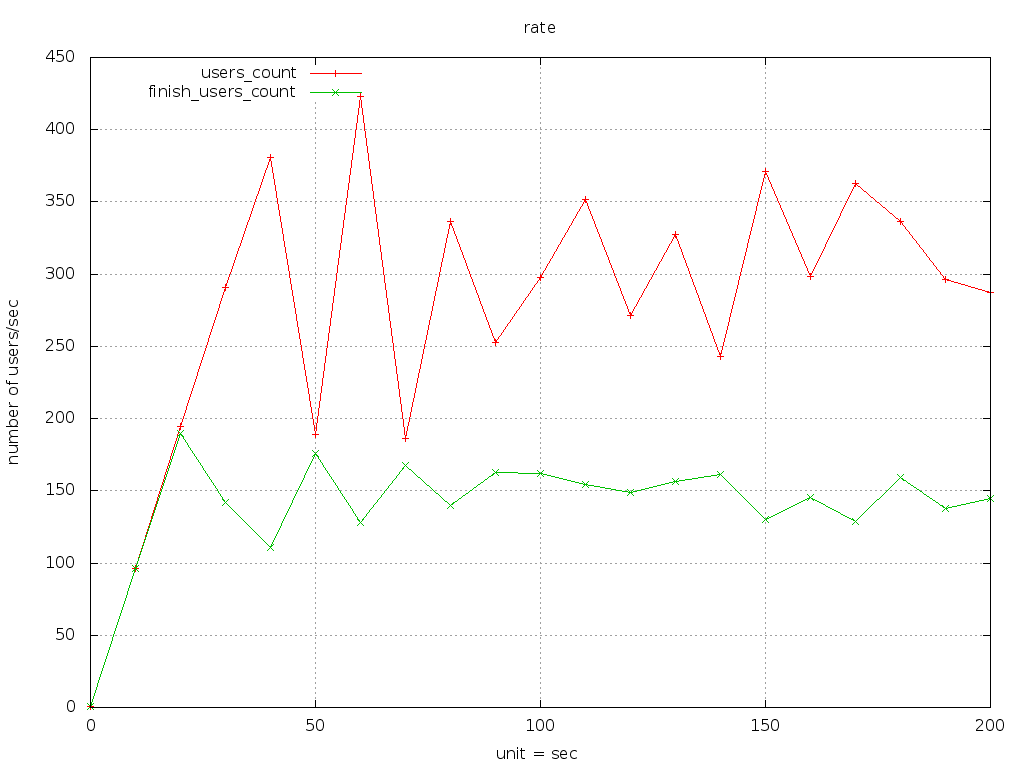 rate
450
400
350
300
250
200
150
100
50
0
users_count
finish_users_count
number of users/sec
0 50 100 150 200
unit = sec